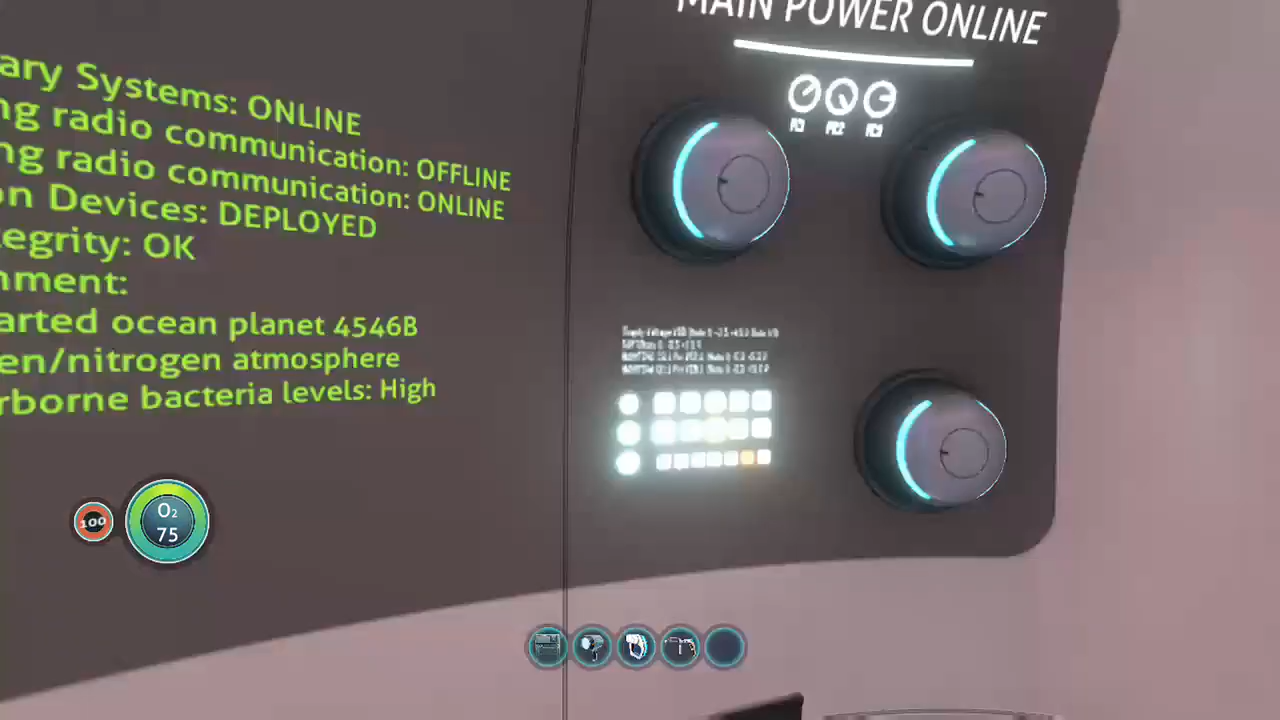 MAIN POWER ONLINE
ary Systems: ONLINE
ng radio communication: OFFLINE
ng radio communication: ONLINE
on Devices: DEPLOYED
tegrity: OK
nment:
arted ocean planet 4546B
en/nitrogen atmosphere
rborne bacteria levels: High
100
O₂
75